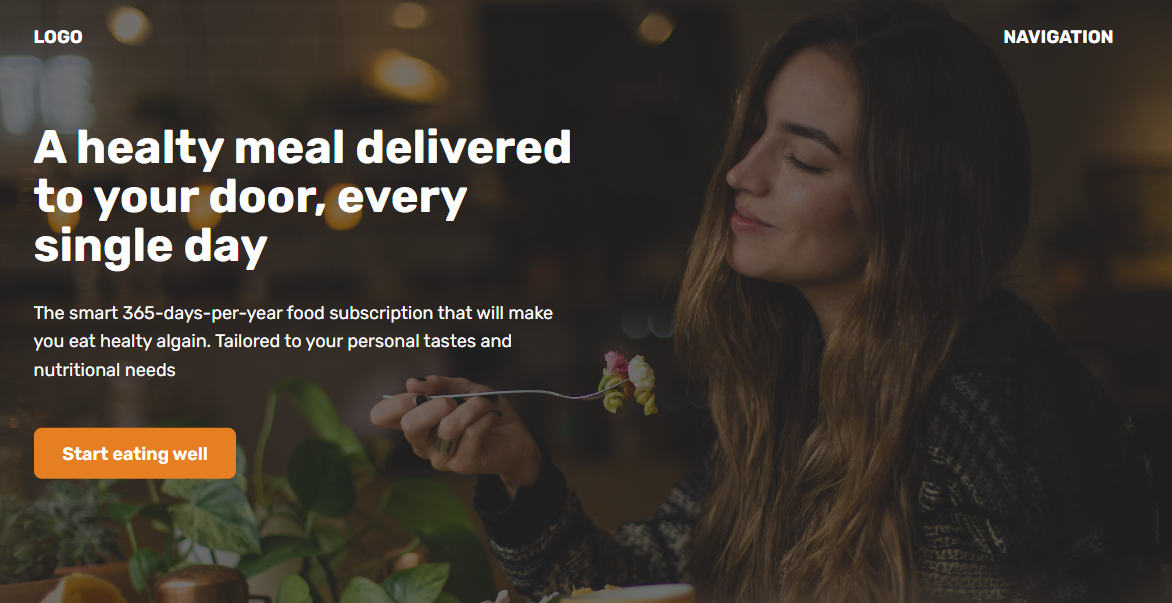 LOGO
NAVIGATION
A healty meal delivered
to your door, every
single day
The smart 365-days-per-year food subscription that will make
you eat healty algain. Tailored to your personal tastes and
nutritional needs
Start eating well